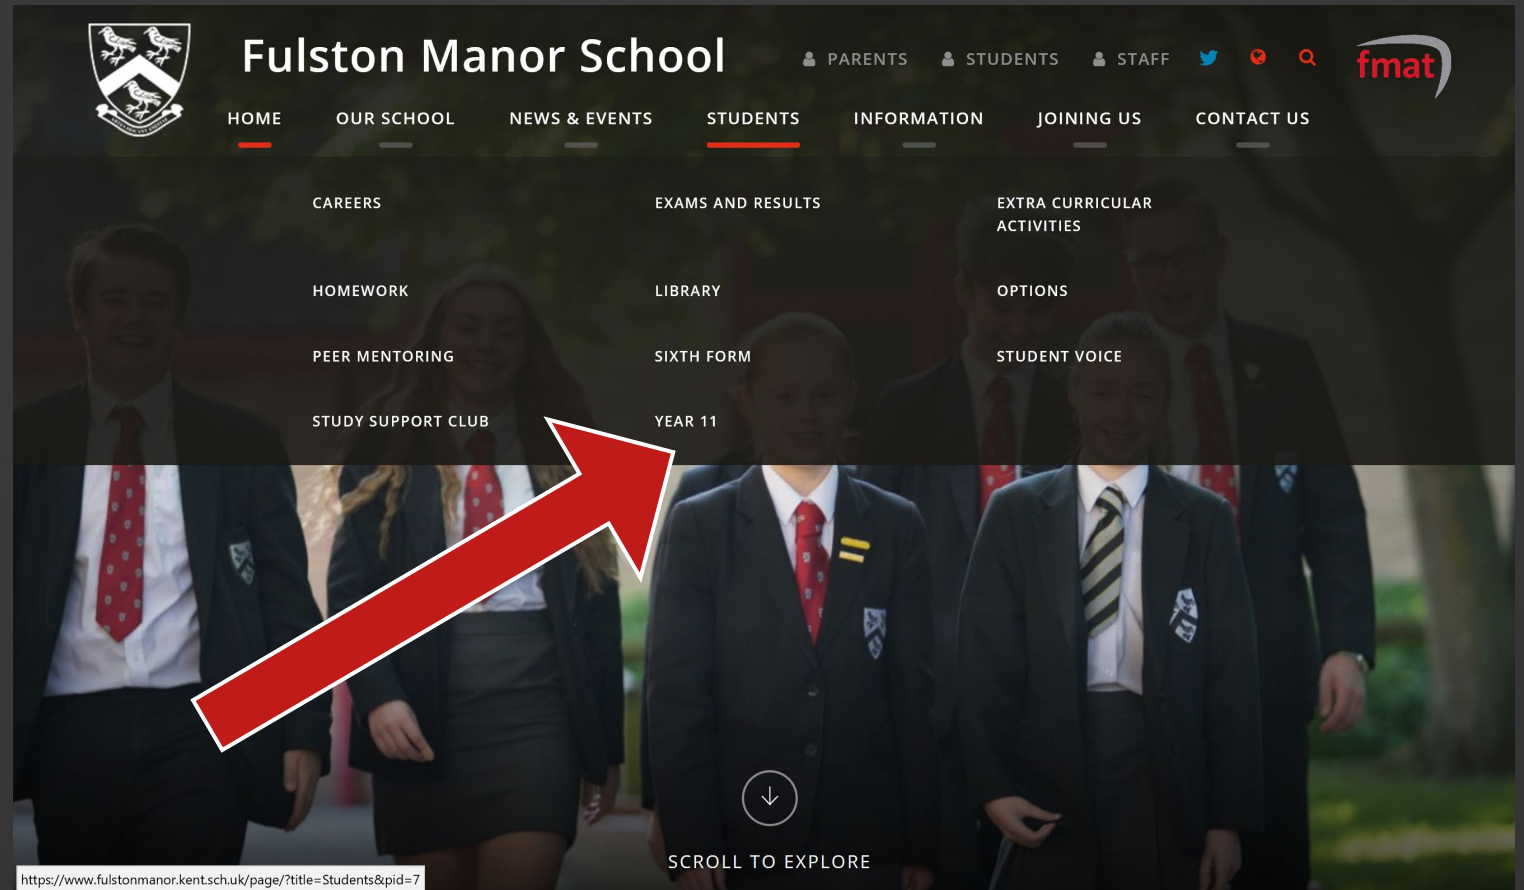 Fulston Manor School
PARENTS
STUDENTS
STAFF
fmat
HOME
OUR SCHOOL
NEWS & EVENTS
STUDENTS
INFORMATION
JOINING US
CONTACT US
CAREERS
EXAMS AND RESULTS
EXTRA CURRICULAR
ACTIVITIES
HOMEWORK
LIBRARY
OPTIONS
PEER MENTORING
SIXTH FORM
STUDENT VOICE
STUDY SUPPORT CLUB
YEAR 11
SCROLL TO EXPLORE
https://www.fulstonmanor.kent.sch.uk/page/?title=Students&pid=7